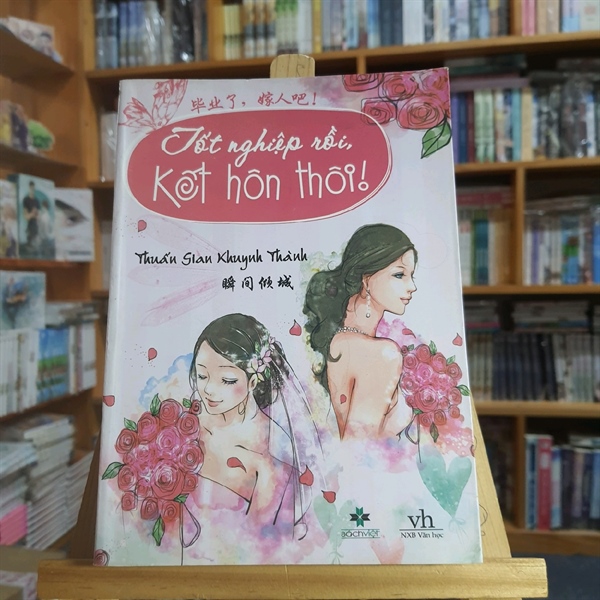 毕业了，嫁人吧！
Tốt nghiệp rồi,
Kết hôn thôi!
Thuấn Gian Khuynh Thành
瞬间倾城
SÁCHVIỆT
vh
NXB Văn học